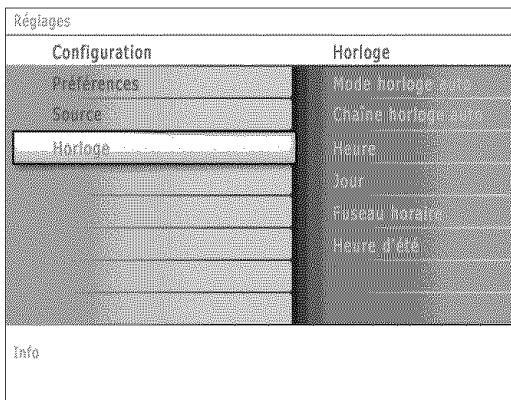 Réglages
Configuration
Horloge
Préférences
Mode horloge auto
Source
Chaîne horloge auto
Horloge
Heure
Jour
Fuseau horaire
Heure d'été
Info